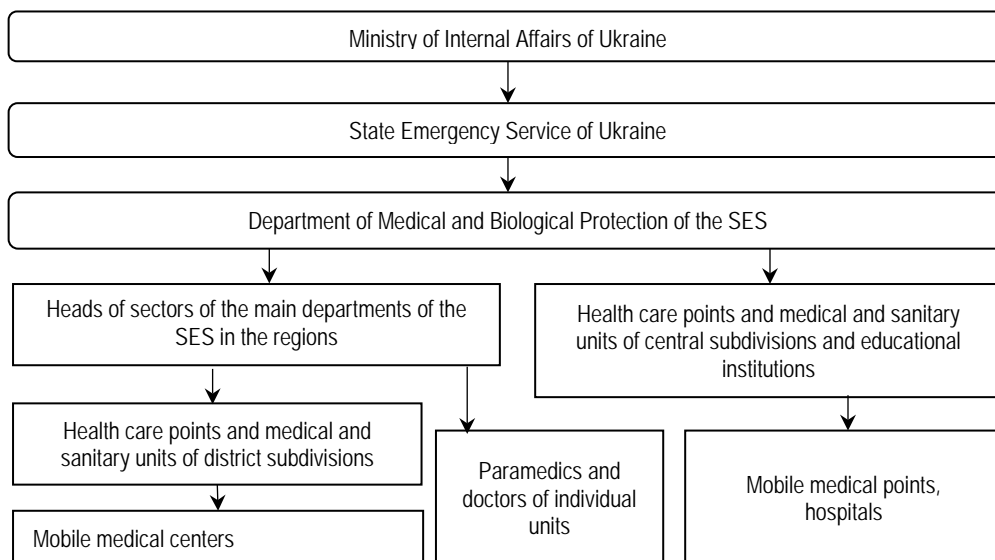 Ministry of Internal Affairs of Ukraine
State Emergency Service of Ukraine
Department of Medical and Biological Protection of the SES
Heads of sectors of the main departments of the
SES in the regions
Health care points and medical and sanitary
units of central subdivisions and educational
institutions
Health care points and medical and
sanitary units of district subdivisions
Paramedics and
doctors of individual
units
Mobile medical points,
hospitals
Mobile medical centers